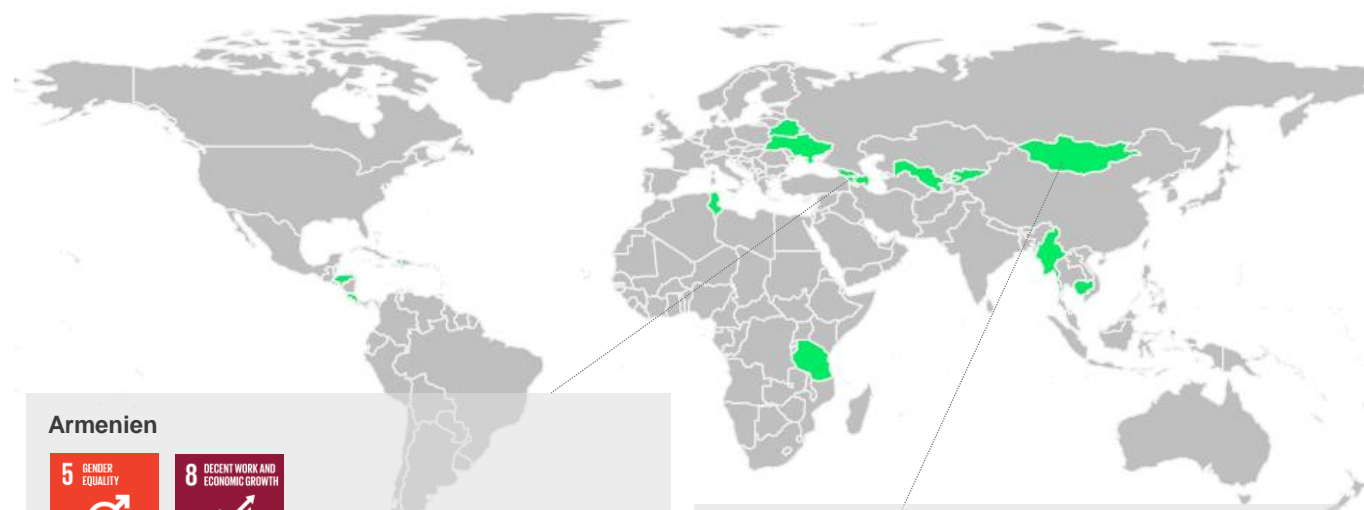 Armenien
5 GENDER
EQUALITY
8 DECENT WORK AND
ECONOMIC GROWTH